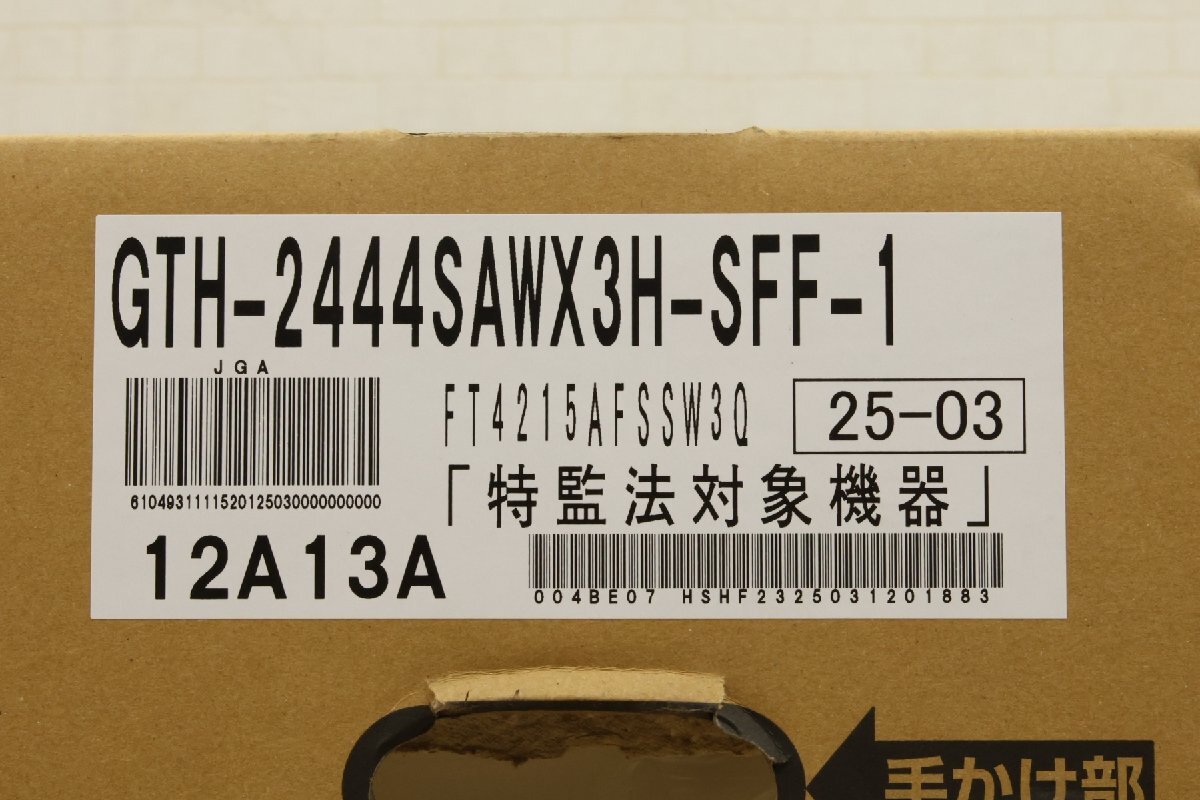 GTH-2444SAWX3H-SFF-1
JGA
FT4215AFSSW3Q
25-03
6104931111520125030000000000
「特監法対象機器」
12A13A
004BE07 HSHF2325031201883
手かけ部